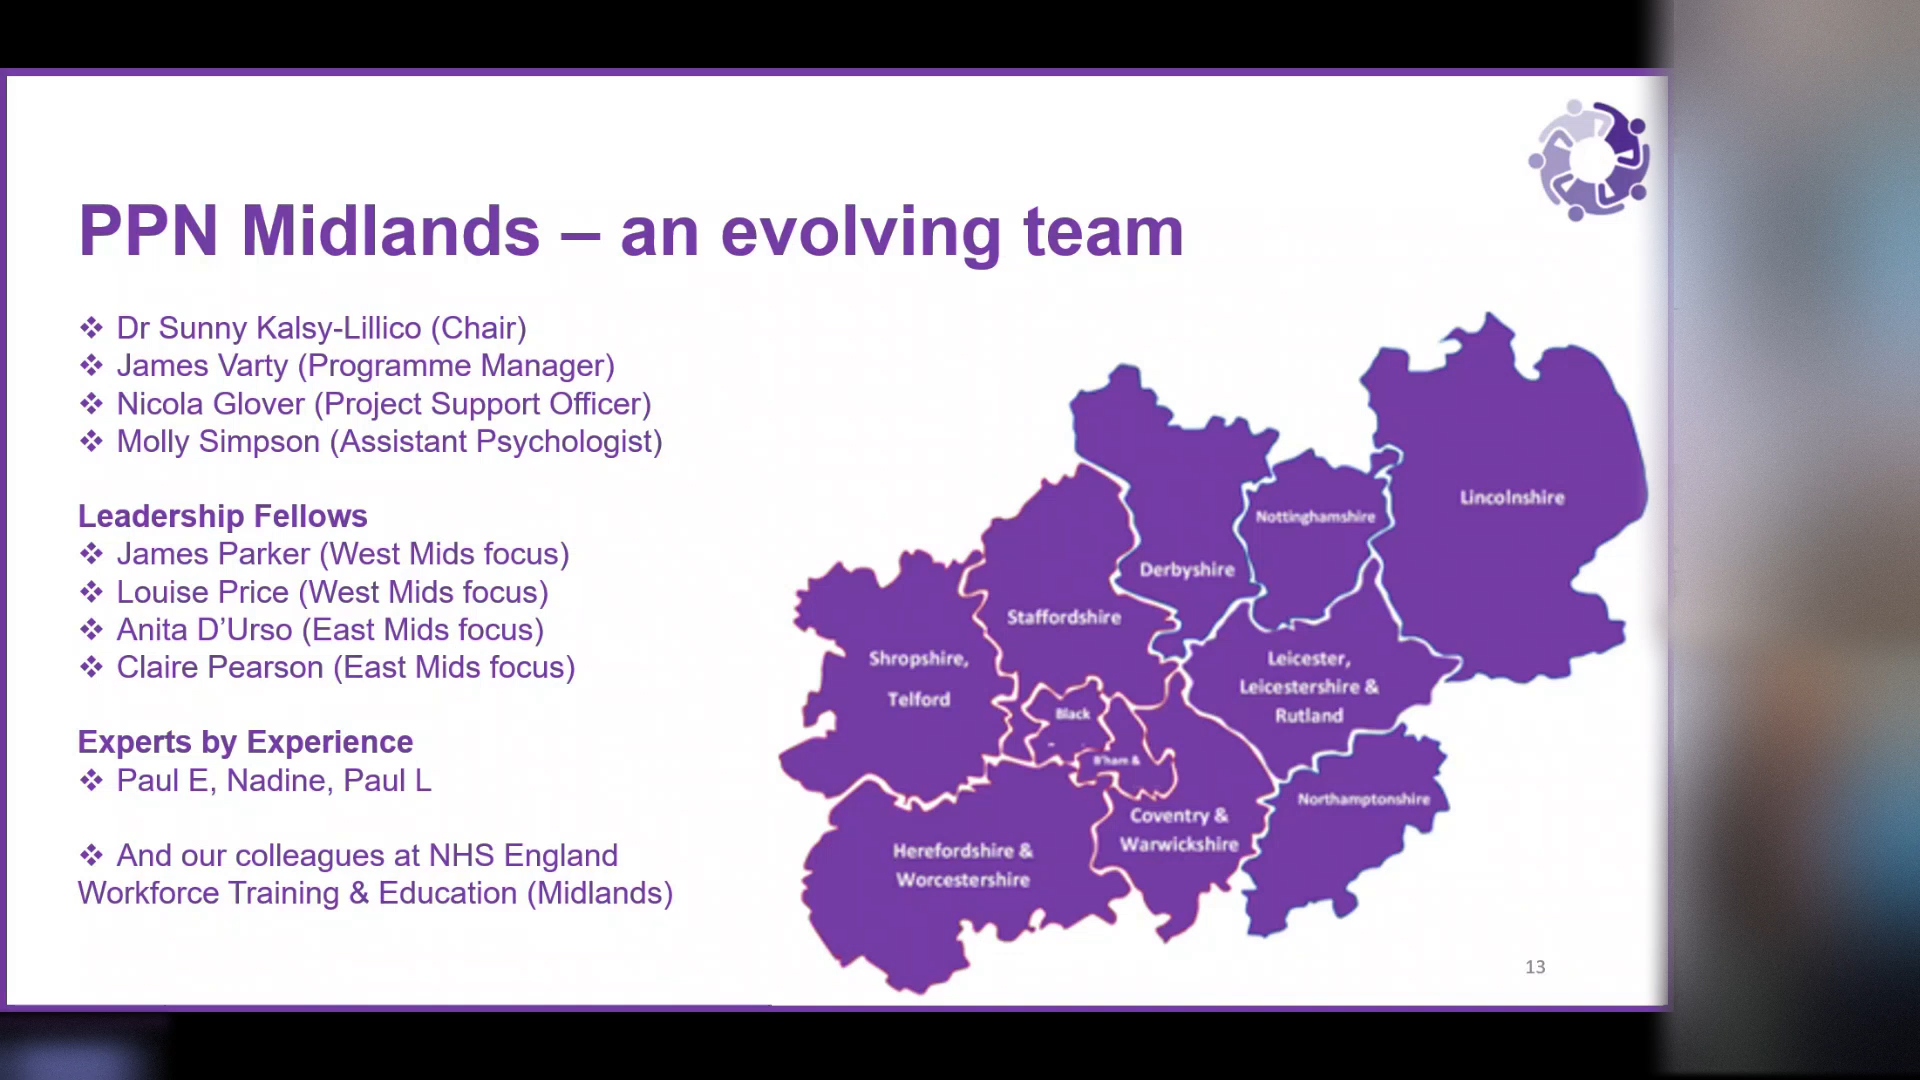 PPN Midlands – an evolving team
❖ Dr Sunny Kalsy-Lillico (Chair)
❖ James Varty (Programme Manager)
❖ Nicola Glover (Project Support Officer)
❖ Molly Simpson (Assistant Psychologist)
Leadership Fellows
❖ James Parker (West Mids focus)
❖ Louise Price (West Mids focus)
❖ Anita D’Urso (East Mids focus)
❖ Claire Pearson (East Mids focus)
Experts by Experience
❖ Paul E, Nadine, Paul L
❖ And our colleagues at NHS England
Workforce Training & Education (Midlands)
Lincolnshire
Nottinghamshire
Derbyshire
Staffordshire
Shropshire,
Telford
Leicester,
Leicestershire &
Rutland
Black
B'ham &
Northamptonshire
Coventry &
Warwickshire
Herefordshire &
Worcestershire
13